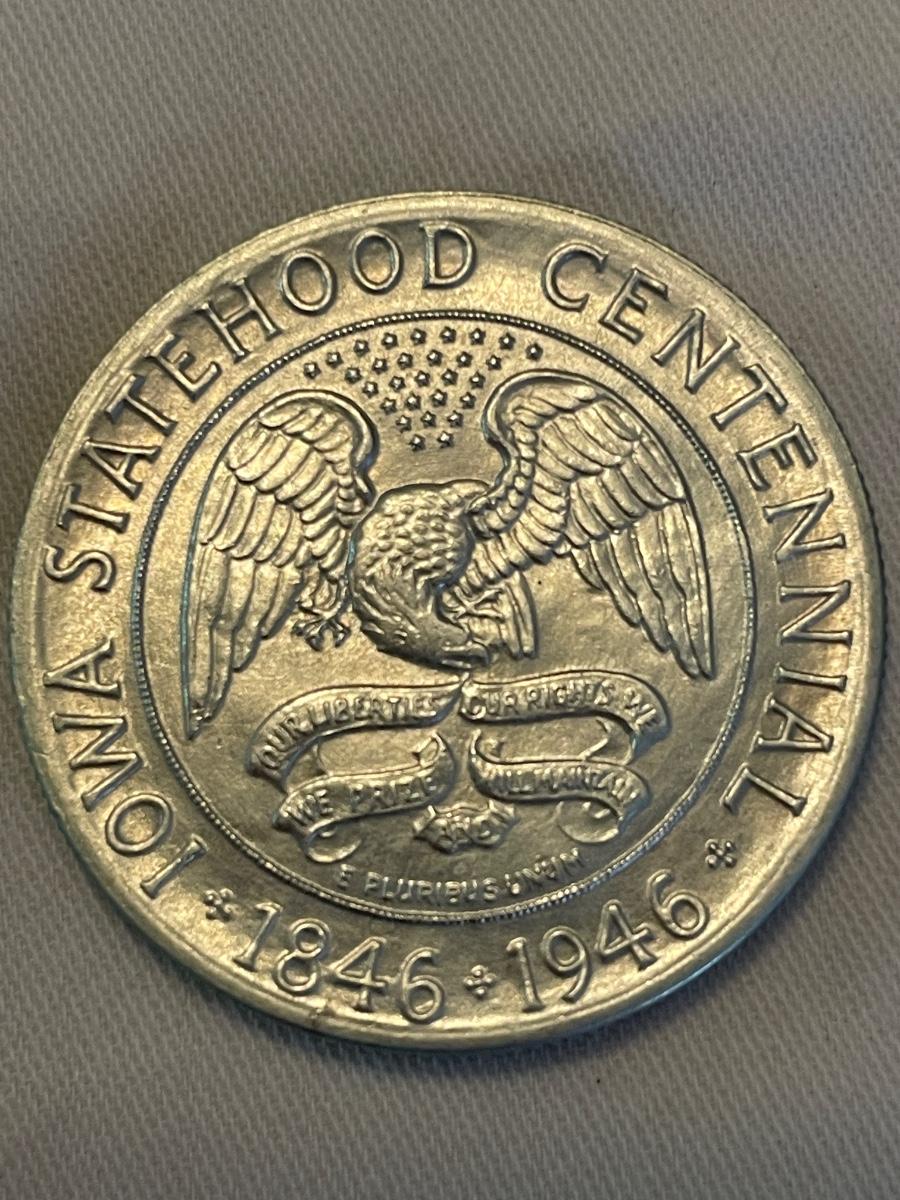 IOWA STATEHOOD CENTENNIAL
OUR LIBERTIES
WE PRIZE
AND
OUR RIGHTS WE
WILL MAINTAIN
E PLURIBUS UNUM
1846 1946